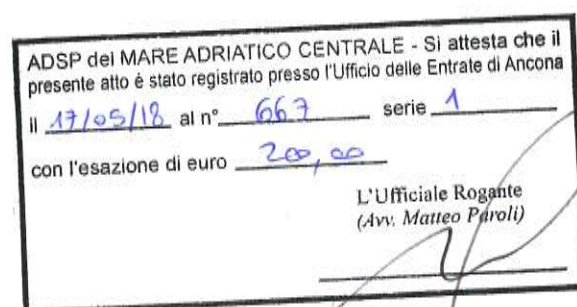 ADSP del MARE ADRIATICO CENTRALE - Si attesta che il
presente atto è stato registrato presso l'Ufficio delle Entrate di Ancona
il 17/05/18 al n° 667 serie 1
con l'esazione di euro 200,00
L'Ufficiale Rogante
(Avv. Matteo Paroli)